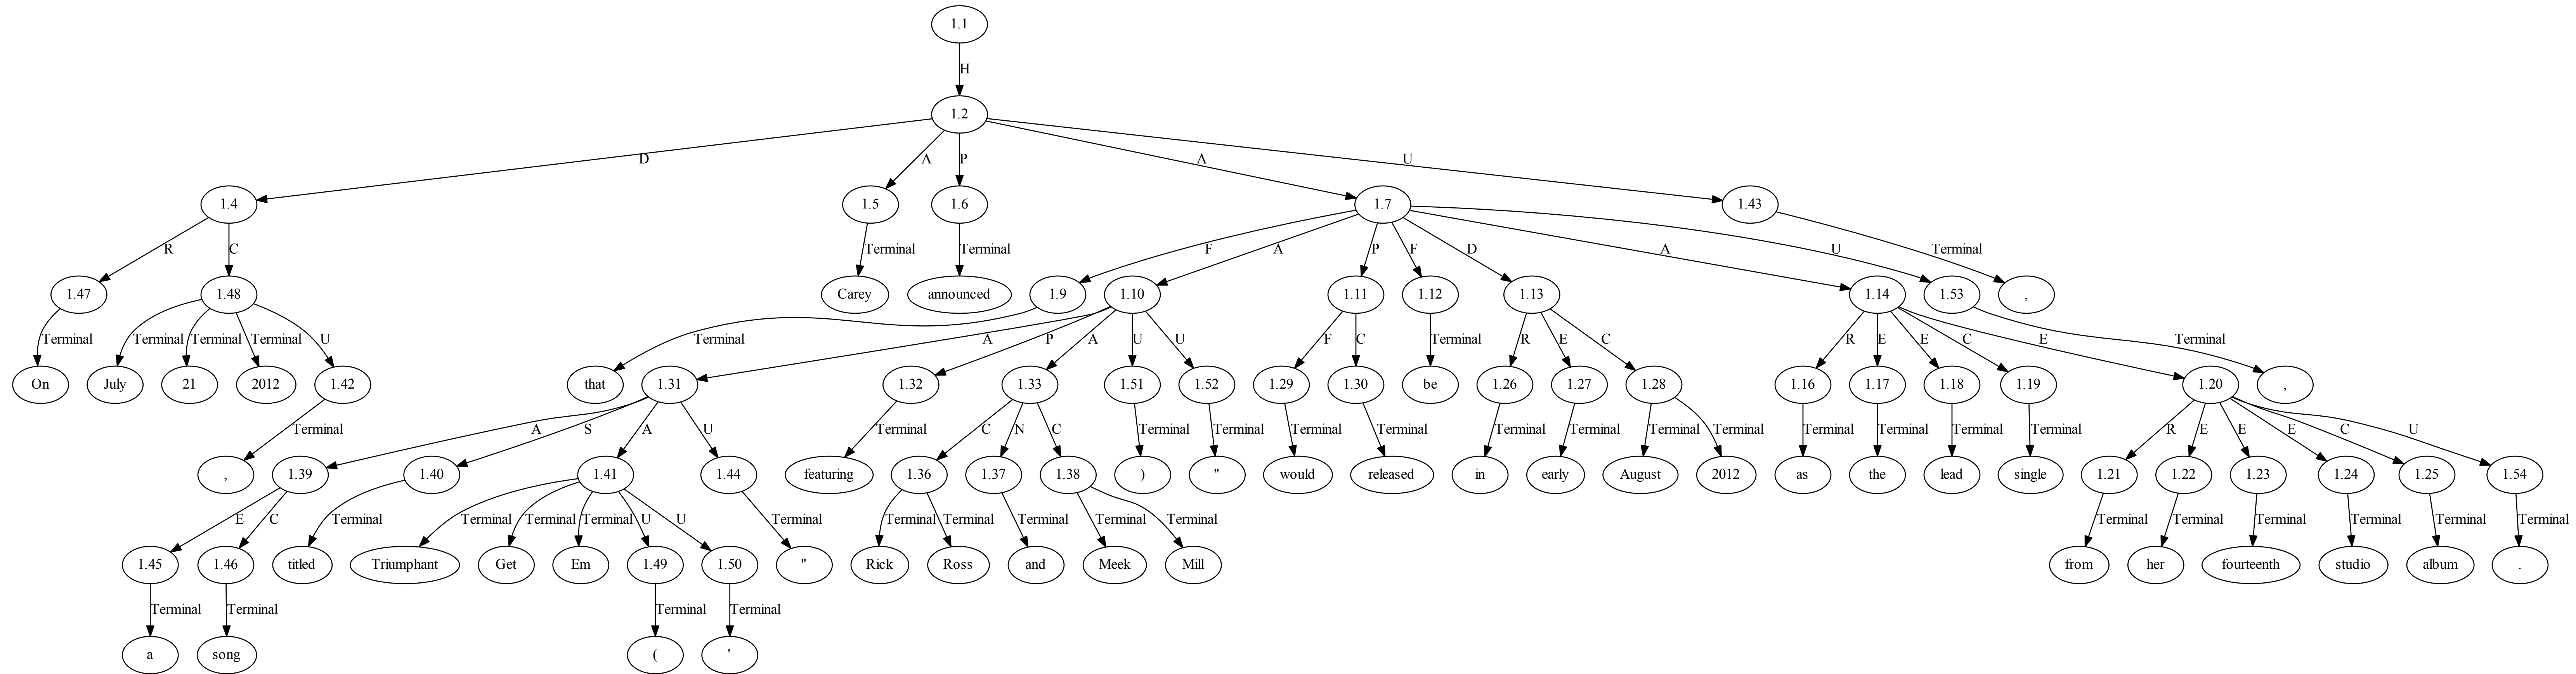 1.1
H
1.2
D A P A U
1.4 1.5 1.6 1.7 1.43
R C Terminal Terminal F A P F D A U Terminal
1.47 1.48 Carey announced 1.9 1.10 1.11 1.12 1.13 1.14 1.53 ,
Terminal Terminal Terminal Terminal U Terminal A P A U U F C Terminal R E C R E E C E Terminal
On July 21 2012 1.42 that 1.31 1.32 1.33 1.51 1.52 1.29 1.30 be 1.26 1.27 1.28 1.16 1.17 1.18 1.19 1.20 ,
Terminal A S A U Terminal C N C Terminal Terminal Terminal Terminal Terminal Terminal Terminal Terminal Terminal Terminal Terminal Terminal R E E E C U
, 1.39 1.40 1.41 1.44 featuring 1.36 1.37 1.38 ) " would released in early August 2012 as the lead single 1.21 1.22 1.23 1.24 1.25 1.54
E C Terminal Terminal Terminal Terminal U U Terminal Terminal Terminal Terminal Terminal Terminal Terminal Terminal Terminal Terminal Terminal Terminal
1.45 1.46 titled Triumphant Get Em 1.49 1.50 " Rick Ross and Meek Mill from her fourteenth studio album .
Terminal Terminal Terminal Terminal
a song ( '